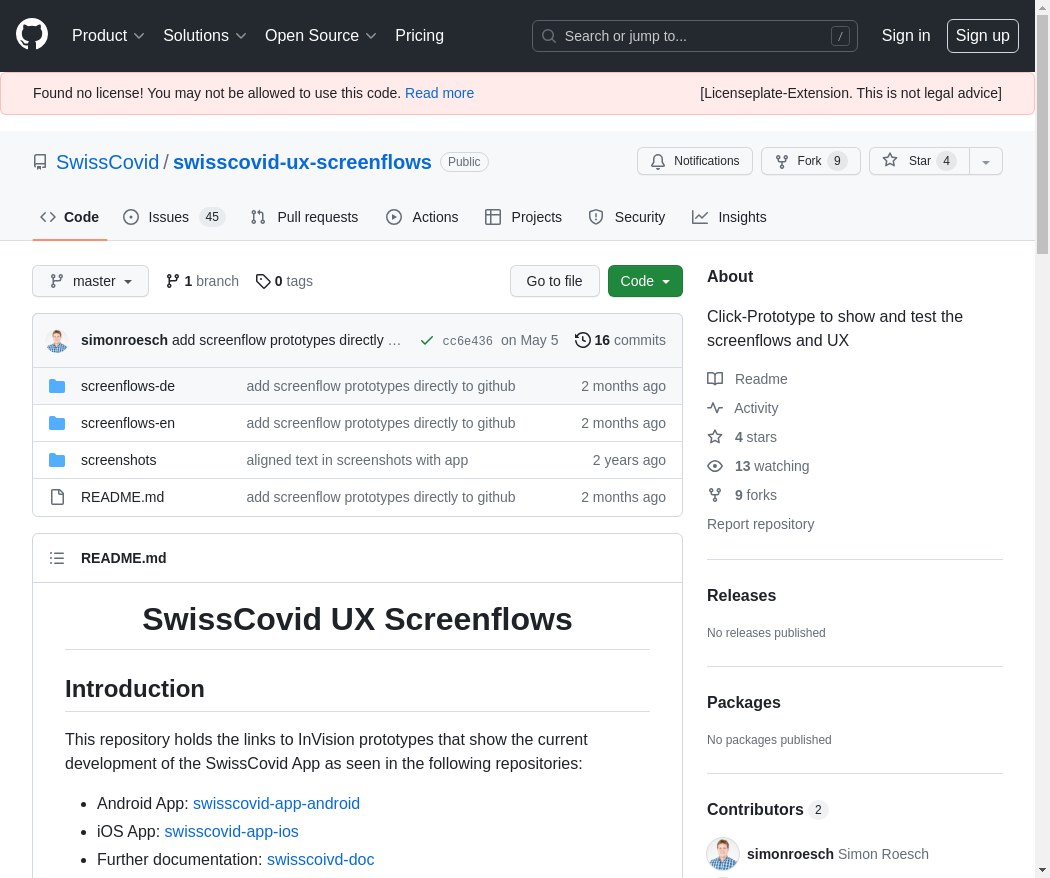 Product Solutions Open Source Pricing Search or jump to... / Sign in Sign up
Found no license! You may not be allowed to use this code. Read more [Licenseplate-Extension. This is not legal advice]
SwissCovid / swisscovid-ux-screenflows Public Notifications Fork 9 Star 4
Code Issues 45 Pull requests Actions Projects Security Insights
master 1 branch 0 tags Go to file Code
simonroesch add screenflow prototypes directly … cc6e436 on May 5 16 commits
screenflows-de add screenflow prototypes directly to github 2 months ago
screenflows-en add screenflow prototypes directly to github 2 months ago
screenshots aligned text in screenshots with app 2 years ago
README.md add screenflow prototypes directly to github 2 months ago
README.md
SwissCovid UX Screenflows
Introduction
This repository holds the links to InVision prototypes that show the current
development of the SwissCovid App as seen in the following repositories:
• Android App: swisscovid-app-android
• iOS App: swisscovid-app-ios
• Further documentation: swisscoivd-doc
About
Click-Prototype to show and test the
screenflows and UX
Readme
Activity
4 stars
13 watching
9 forks
Report repository
Releases
No releases published
Packages
No packages published
Contributors 2
simonroesch Simon Roesch